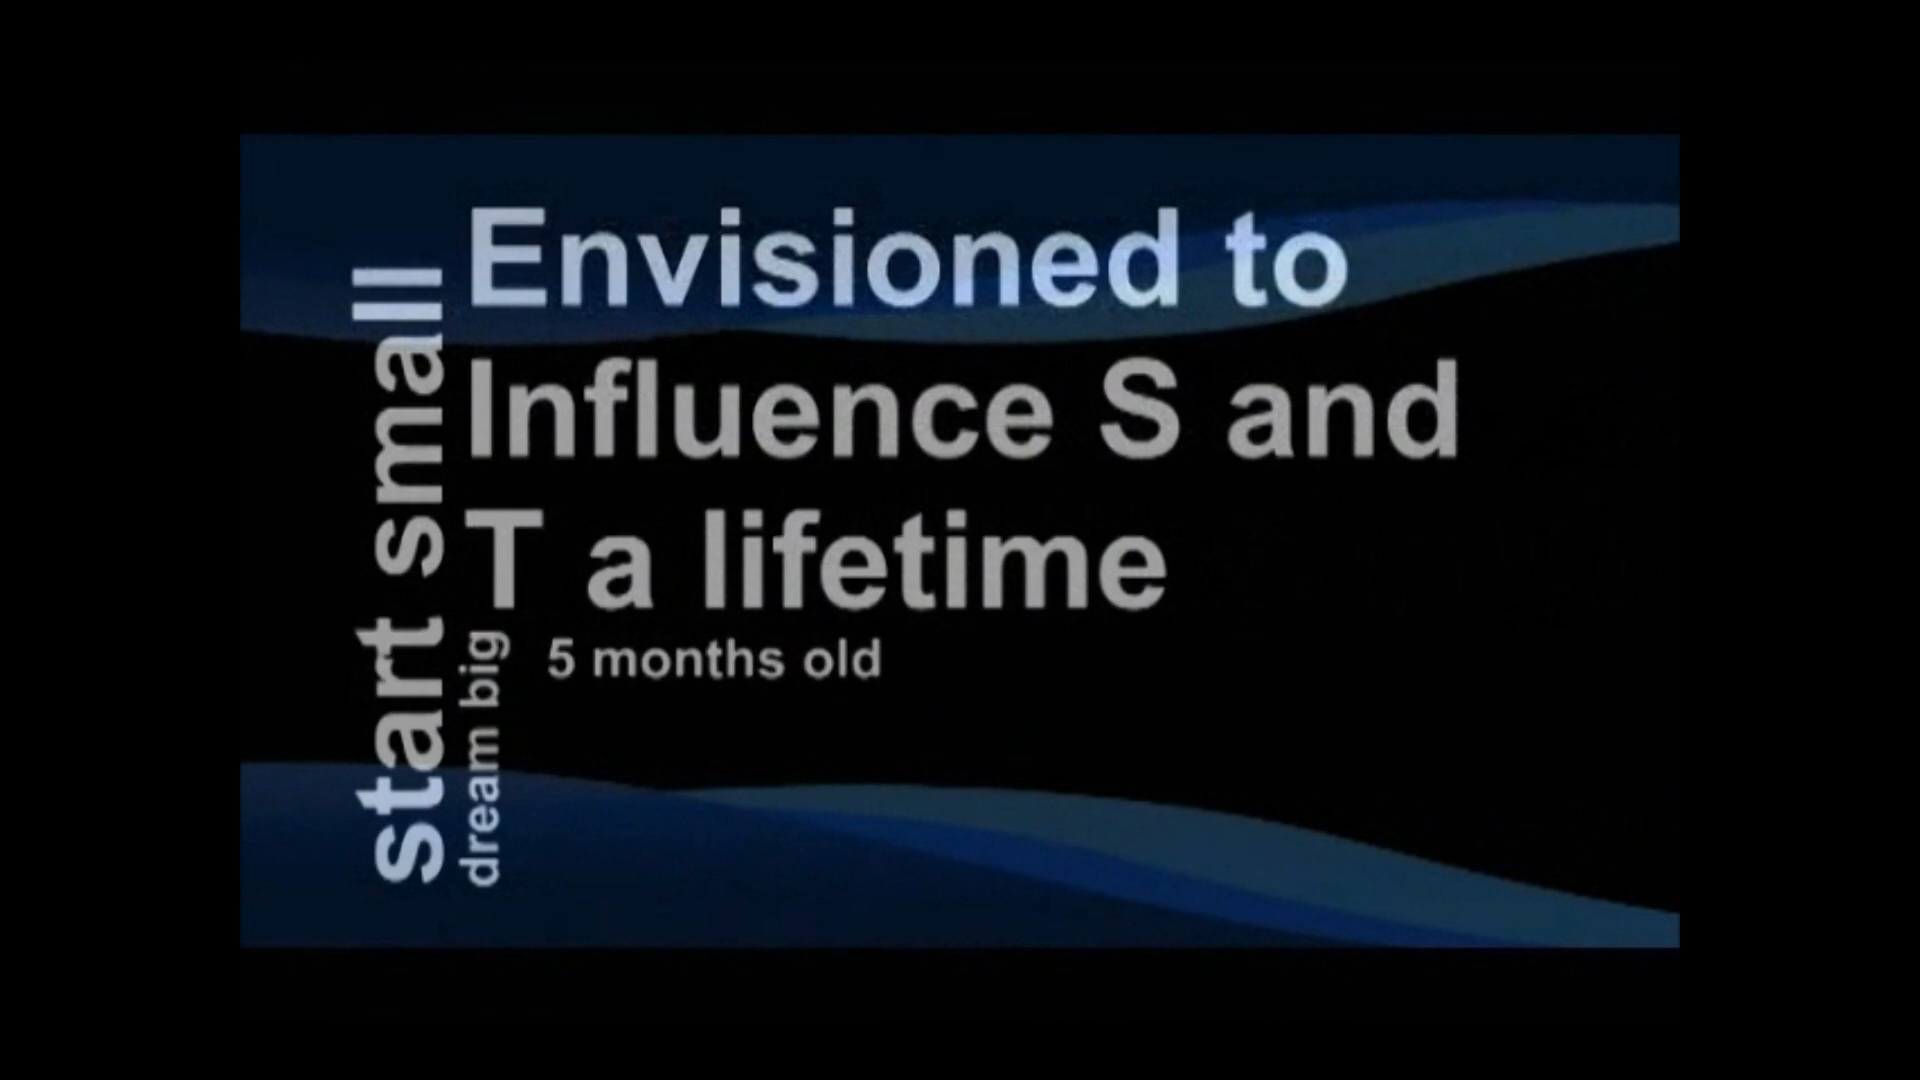 start small
dream big
Envisioned to
Influence S and
T a lifetime
5 months old